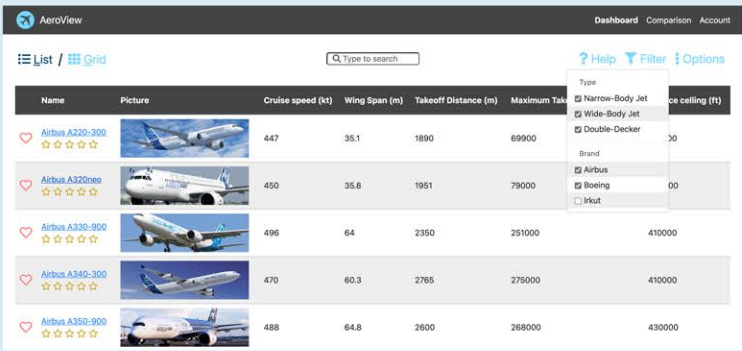 AeroView
Dashboard Comparison Account
List / Grid
Type to search
Help Filter Options
Type
Narrow-Body Jet
Wide-Body Jet
Double-Decker
Brand
Airbus
Boeing
Irkut
Name Picture Cruise speed (kt) Wing Span (m) Takeoff Distance (m) Maximum Take ce celling (ft)
Airbus A220-300 447 35.1 1890 69900 00
Airbus A320neo 450 35.8 1951 79000 00
Airbus A330-900 496 64 2350 251000 410000
Airbus A340-300 470 60.3 2765 275000 410000
Airbus A350-900 488 64.8 2600 268000 430000